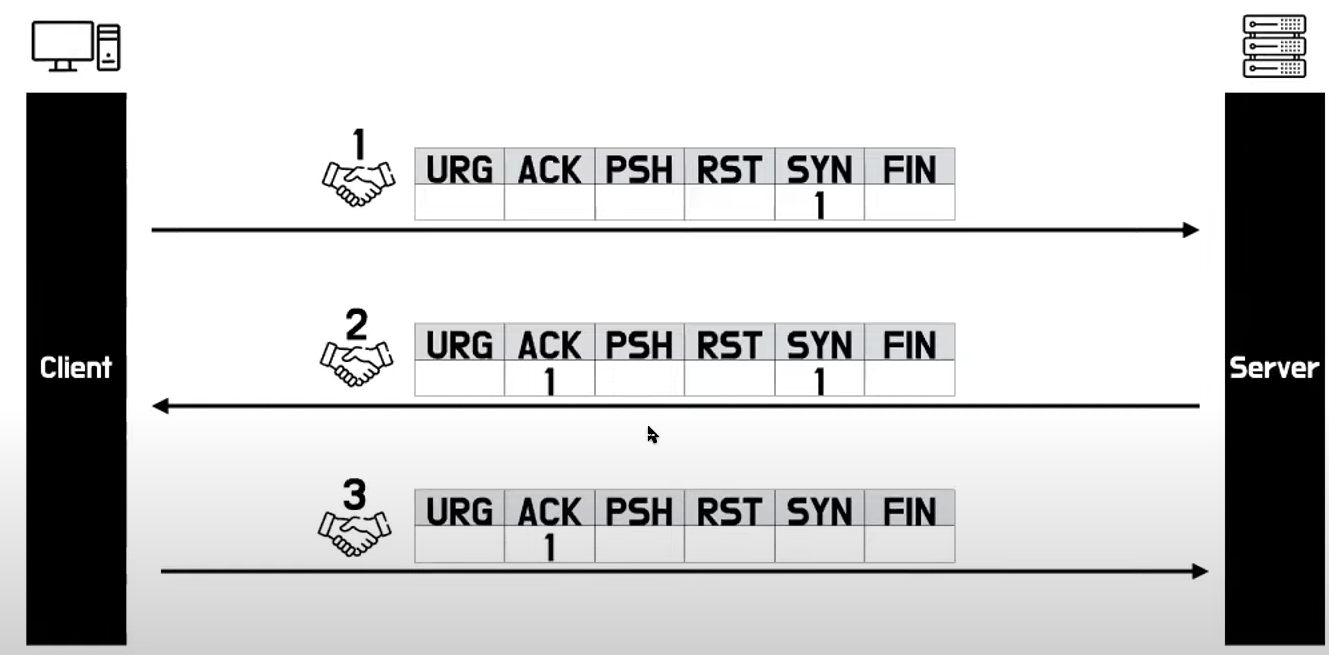 1
URG ACK PSH RST SYN FIN
1
2
URG ACK PSH RST SYN FIN
1 1
Client
Server
3
URG ACK PSH RST SYN FIN
1